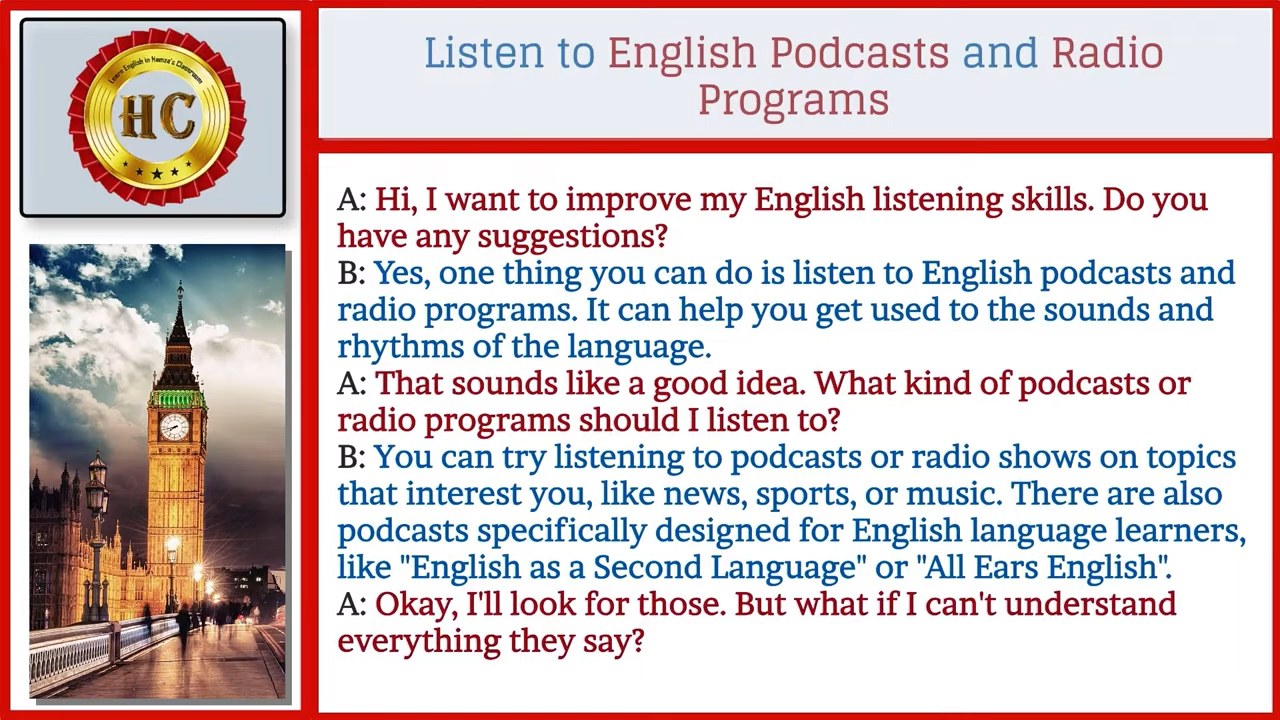 Learn English in Hamza's Classroom
HC
Listen to English Podcasts and Radio
Programs
A: Hi, I want to improve my English listening skills. Do you
have any suggestions?
B: Yes, one thing you can do is listen to English podcasts and
radio programs. It can help you get used to the sounds and
rhythms of the language.
A: That sounds like a good idea. What kind of podcasts or
radio programs should I listen to?
B: You can try listening to podcasts or radio shows on topics
that interest you, like news, sports, or music. There are also
podcasts specifically designed for English language learners,
like "English as a Second Language" or "All Ears English".
A: Okay, I'll look for those. But what if I can't understand
everything they say?